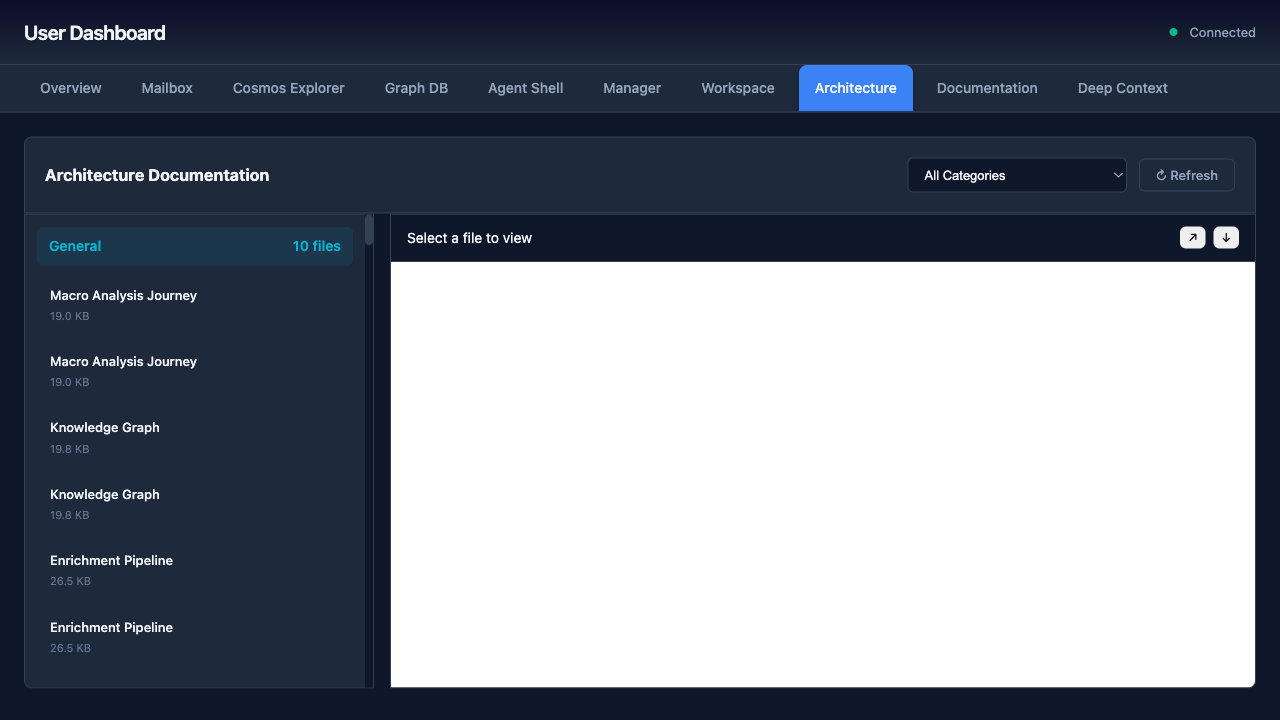 User Dashboard
Connected
Overview
Mailbox
Cosmos Explorer
Graph DB
Agent Shell
Manager
Workspace
Architecture
Documentation
Deep Context
Architecture Documentation
All Categories
↻ Refresh
General
10 files
Select a file to view
Macro Analysis Journey
19.0 KB
Macro Analysis Journey
19.0 KB
Knowledge Graph
19.8 KB
Knowledge Graph
19.8 KB
Enrichment Pipeline
26.5 KB
Enrichment Pipeline
26.5 KB